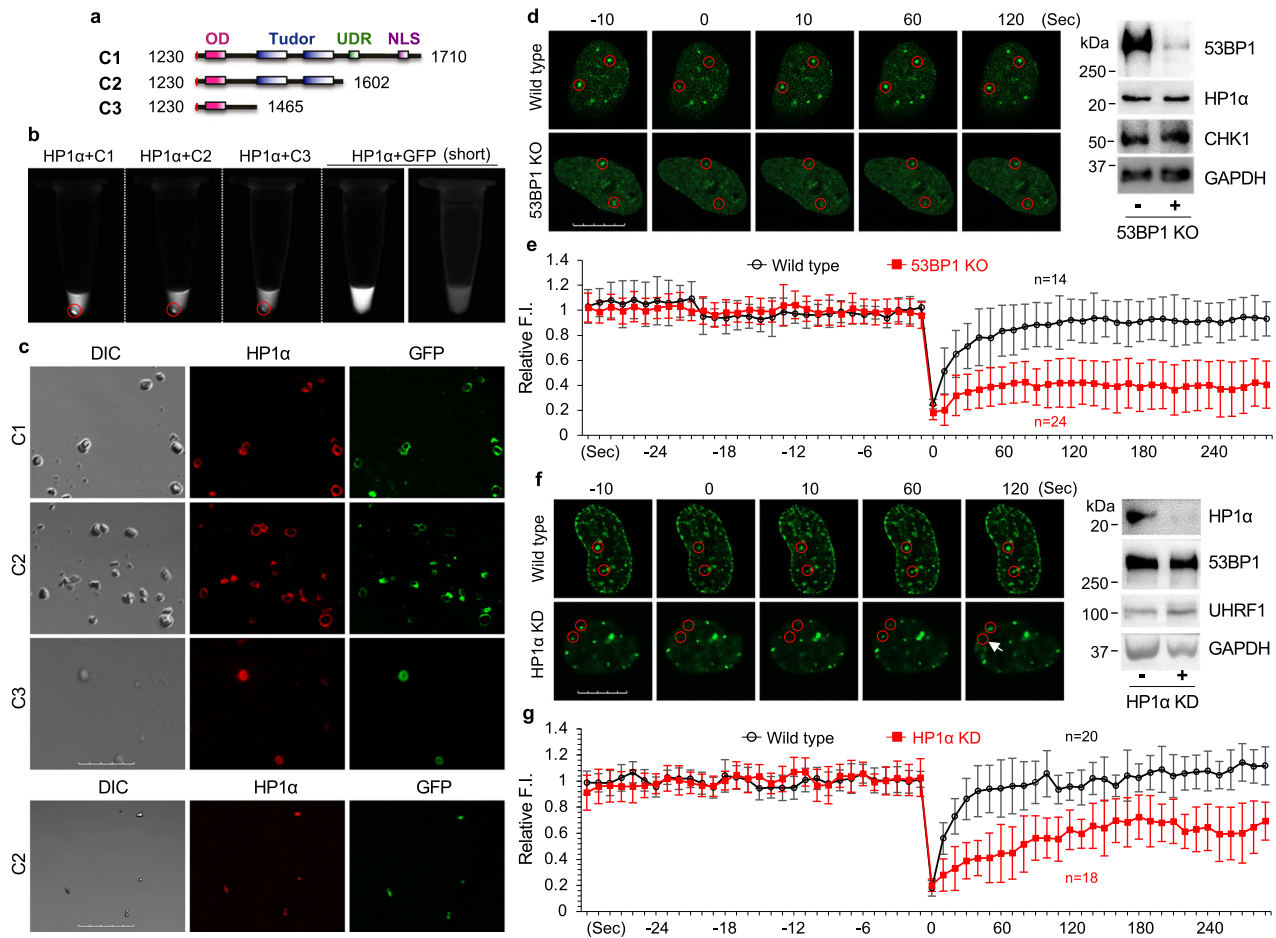 a
OD Tudor UDR NLS
C1 1230 1710
C2 1230 1602
C3 1230 1465
b
HP1α+C1 HP1α+C2 HP1α+C3 HP1α+GFP (short)
c
DIC HP1α GFP
C1
C2
C3
DIC HP1α GFP
C2
d
-10 0 10 60 120 (Sec)
Wild type
53BP1 KO
kDa
250
20
50
37
53BP1
HP1α
CHK1
GAPDH
- +
53BP1 KO
e
Wild type 53BP1 KO
n=14
n=24
Relative F.I.
1.4
1.2
1
0.8
0.6
0.4
0.2
0
(Sec) -24 -18 -12 -6 0 60 120 180 240
f
-10 0 10 60 120 (Sec)
Wild type
HP1α KD
kDa
20
250
100
37
HP1α
53BP1
UHRF1
GAPDH
- +
HP1α KD
g
Wild type HP1α KD
n=20
n=18
Relative F.I.
1.4
1.2
1
0.8
0.6
0.4
0.2
0
(Sec) -24 -18 -12 -6 0 60 120 180 240